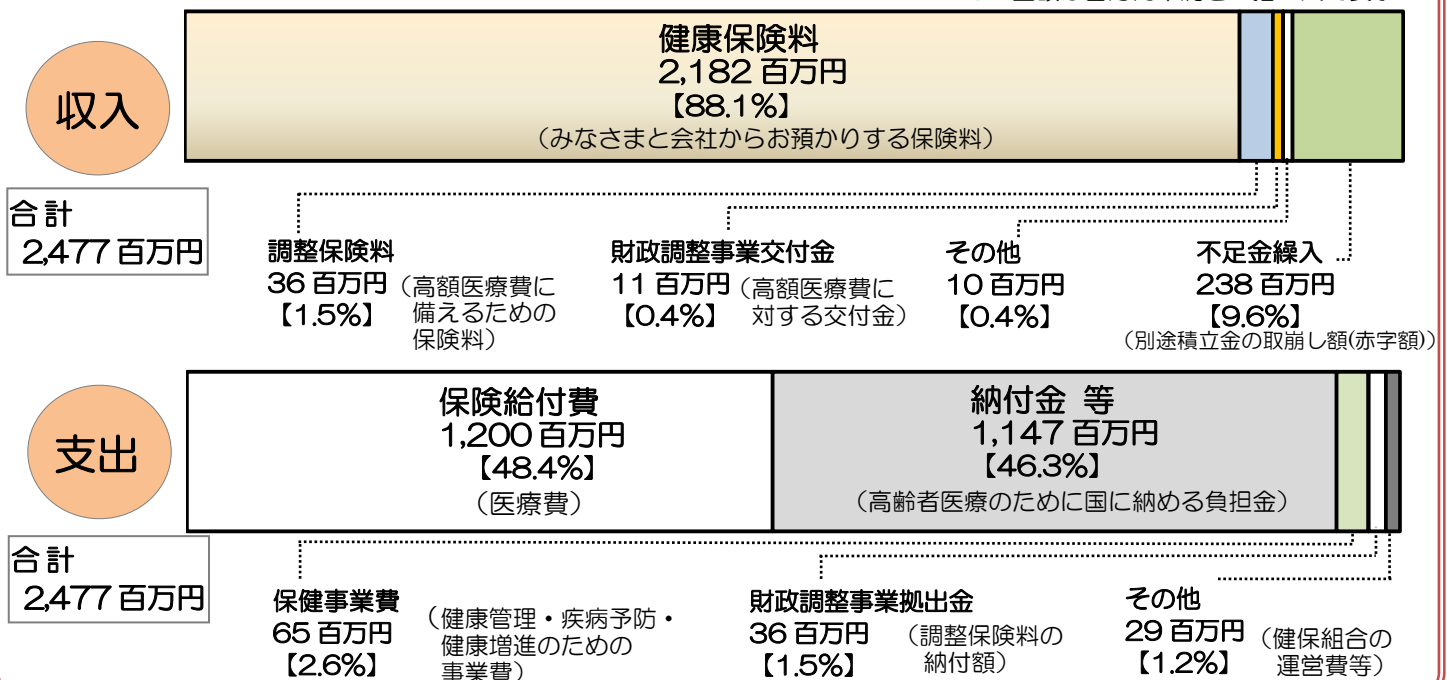 健康保険料
2,182 百万円
【88.1%】
（みなさまと会社からお預かりする保険料）
収入
合計
2,477 百万円
調整保険料
36 百万円
【1.5%】
（高額医療費に
備えるための
保険料）
財政調整事業交付金
11 百万円
【0.4%】
（高額医療費に
対する交付金）
その他
10 百万円
【0.4%】
不足金繰入
238 百万円
【9.6%】
（別途積立金の取崩し額(赤字額)）
支出
保険給付費
1,200 百万円
【48.4%】
（医療費）
納付金 等
1,147 百万円
【46.3%】
（高齢者医療のために国に納める負担金）
合計
2,477 百万円
保健事業費
65 百万円
【2.6%】
（健康管理・疾病予防・
健康増進のための
事業費）
財政調整事業拠出金
36 百万円
【1.5%】
（調整保険料の
納付額）
その他
29 百万円
【1.2%】
（健保組合の
運営費等）